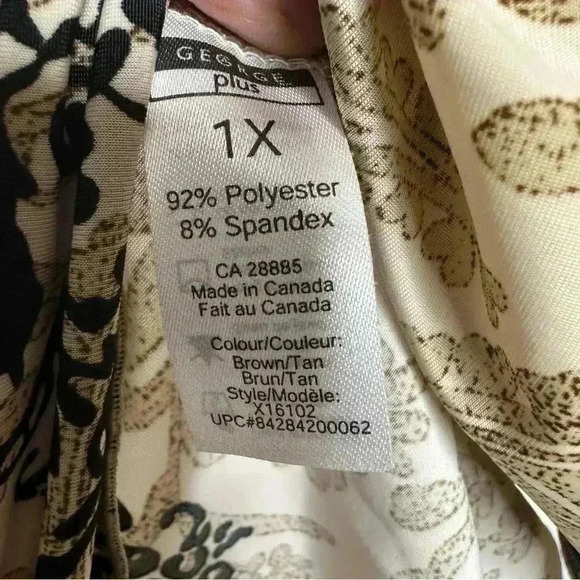 GEORGE
plus
1X
92% Polyester
8% Spandex
CA 28885
Made in Canada
Fait au Canada
Colour/Couleur:
Brown/Tan
Brun/Tan
Style/Modèle:
X16102
UPC#84284200062